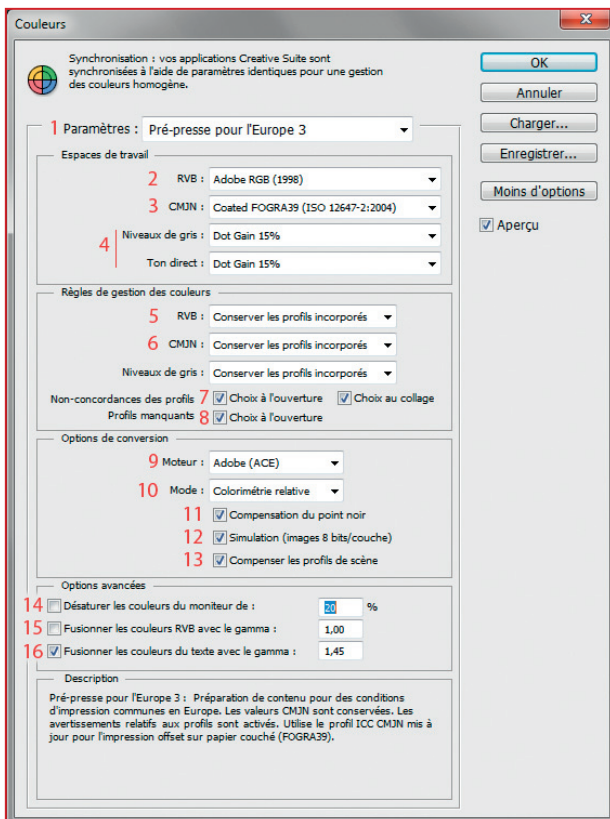 Couleurs
Synchronisation : vos applications Creative Suite sont
synchronisées à l'aide de paramètres identiques pour une gestion
des couleurs homogène.
OK
Annuler
Charger...
Enregistrer...
Moins d'options
Aperçu
1 Paramètres : Pré-presse pour l'Europe 3
Espaces de travail
2 RVB : Adobe RGB (1998)
3 CMJN : Coated FOGRA39 (ISO 12647-2:2004)
4
Niveaux de gris : Dot Gain 15%
Ton direct : Dot Gain 15%
Règles de gestion des couleurs
5 RVB : Conserver les profils incorporés
6 CMJN : Conserver les profils incorporés
Niveaux de gris : Conserver les profils incorporés
Non-concordances des profils 7 Choix à l'ouverture Choix au collage
Profils manquants 8 Choix à l'ouverture
Options de conversion
9 Moteur : Adobe (ACE)
10 Mode : Colorimétrie relative
11 Compensation du point noir
12 Simulation (images 8 bits/couche)
13 Compenser les profils de scène
Options avancées
14 Désaturer les couleurs du moniteur de : 20 %
15 Fusionner les couleurs RVB avec le gamma : 1,00
16 Fusionner les couleurs du texte avec le gamma : 1,45
Description
Pré-presse pour l'Europe 3 : Préparation de contenu pour des conditions
d'impression communes en Europe. Les valeurs CMJN sont conservées. Les
avertissements relatifs aux profils sont activés. Utilise le profil ICC CMJN mis à
jour pour l'impression offset sur papier couché (FOGRA39).